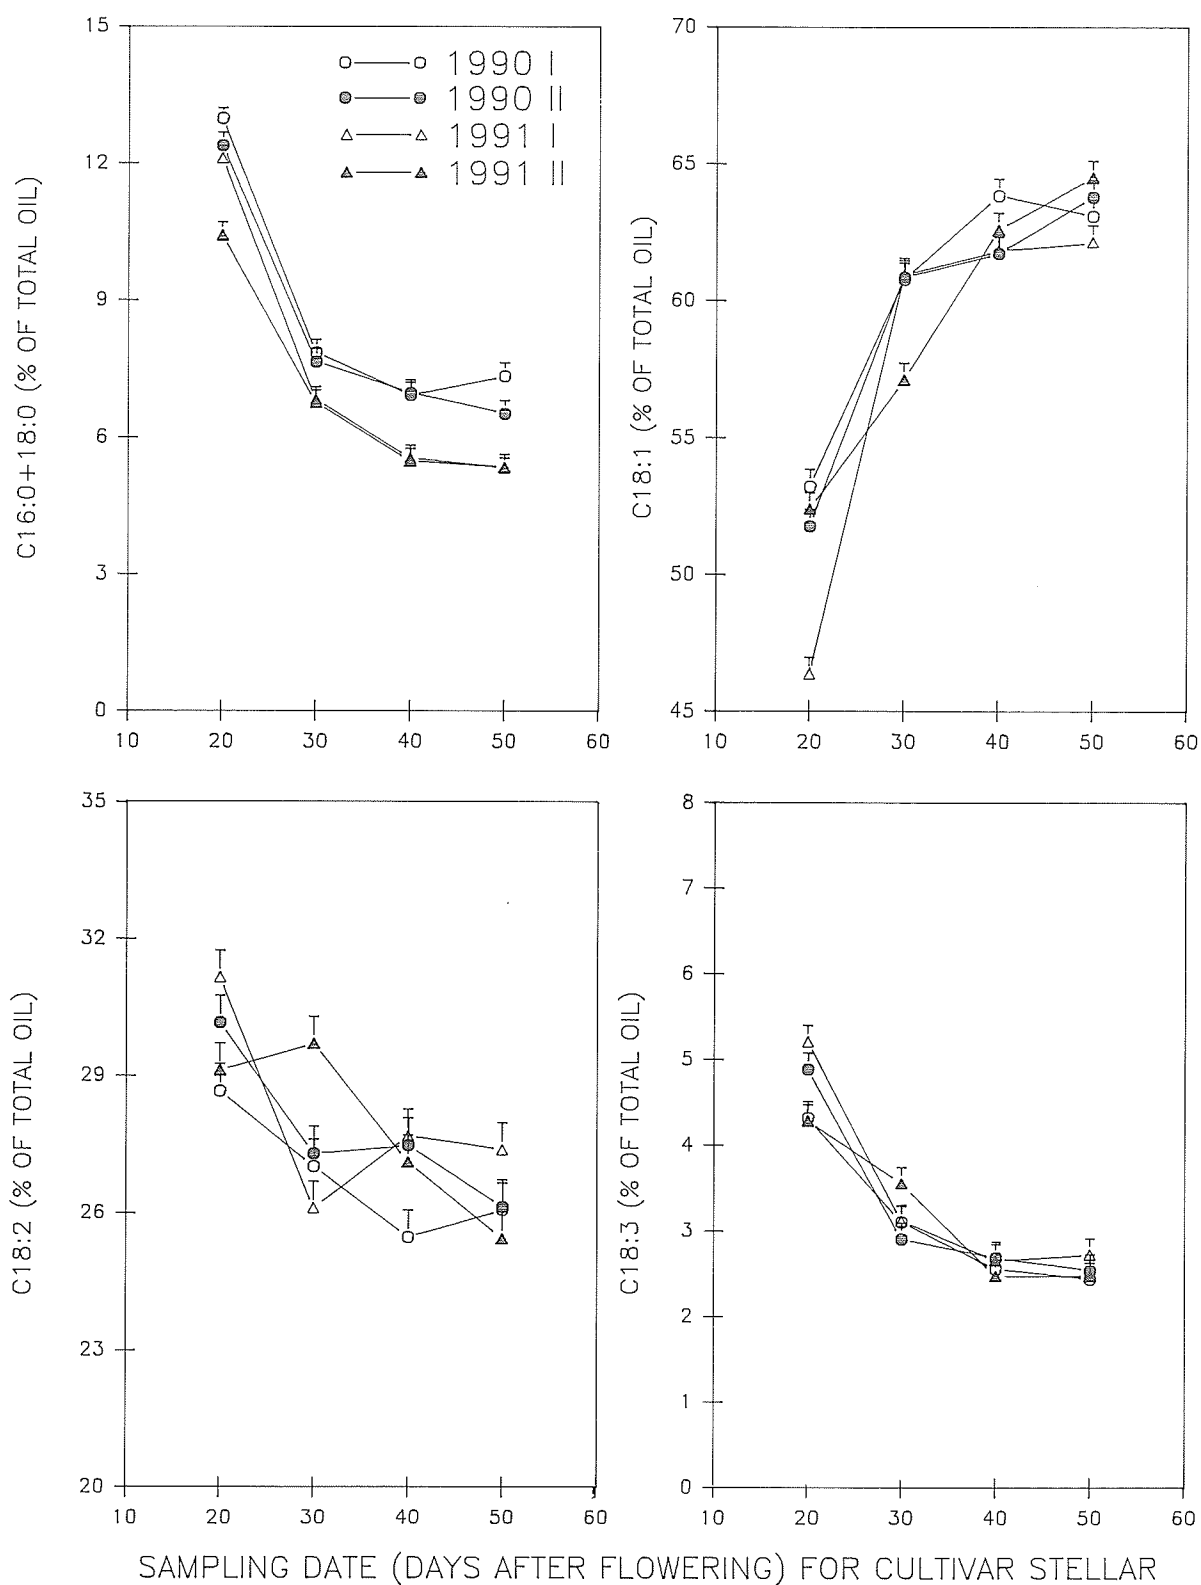 C16:0+18:0 (% OF TOTAL OIL)
15
12
9
6
3
0
10 20 30 40 50 60
1990 I
1990 II
1991 I
1991 II
C18:1 (% OF TOTAL OIL)
70
65
60
55
50
45
10 20 30 40 50 60
C18:2 (% OF TOTAL OIL)
35
32
29
26
23
20
10 20 30 40 50 60
C18:3 (% OF TOTAL OIL)
8
7
6
5
4
3
2
1
0
10 20 30 40 50 60
SAMPLING DATE (DAYS AFTER FLOWERING) FOR CULTIVAR STELLAR